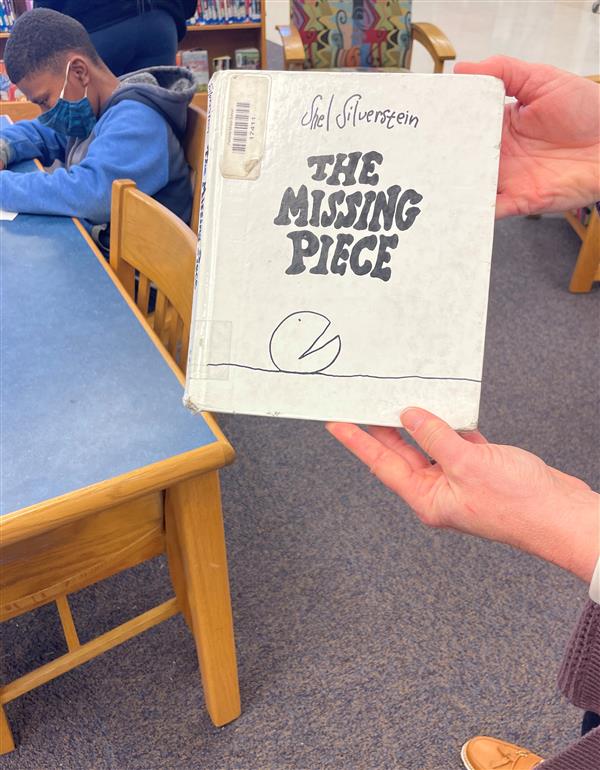 Shel Silverstein
THE
MISSING
PIECE